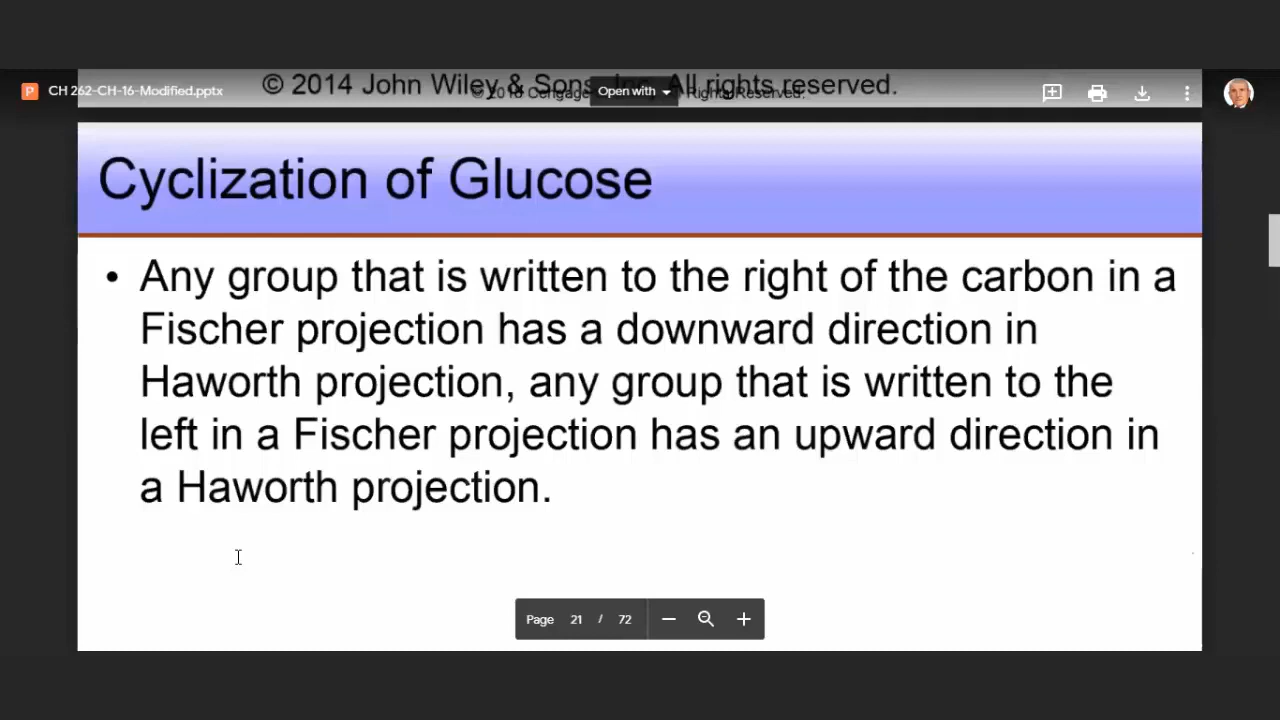 © 2014 John Wiley & Sons, Inc. All rights reserved.
CH 262-CH-16-Modified.pptx
Open with
Rights Reserved.
Cyclization of Glucose
• Any group that is written to the right of the carbon in a
Fischer projection has a downward direction in
Haworth projection, any group that is written to the
left in a Fischer projection has an upward direction in
a Haworth projection.
Page 21 / 72